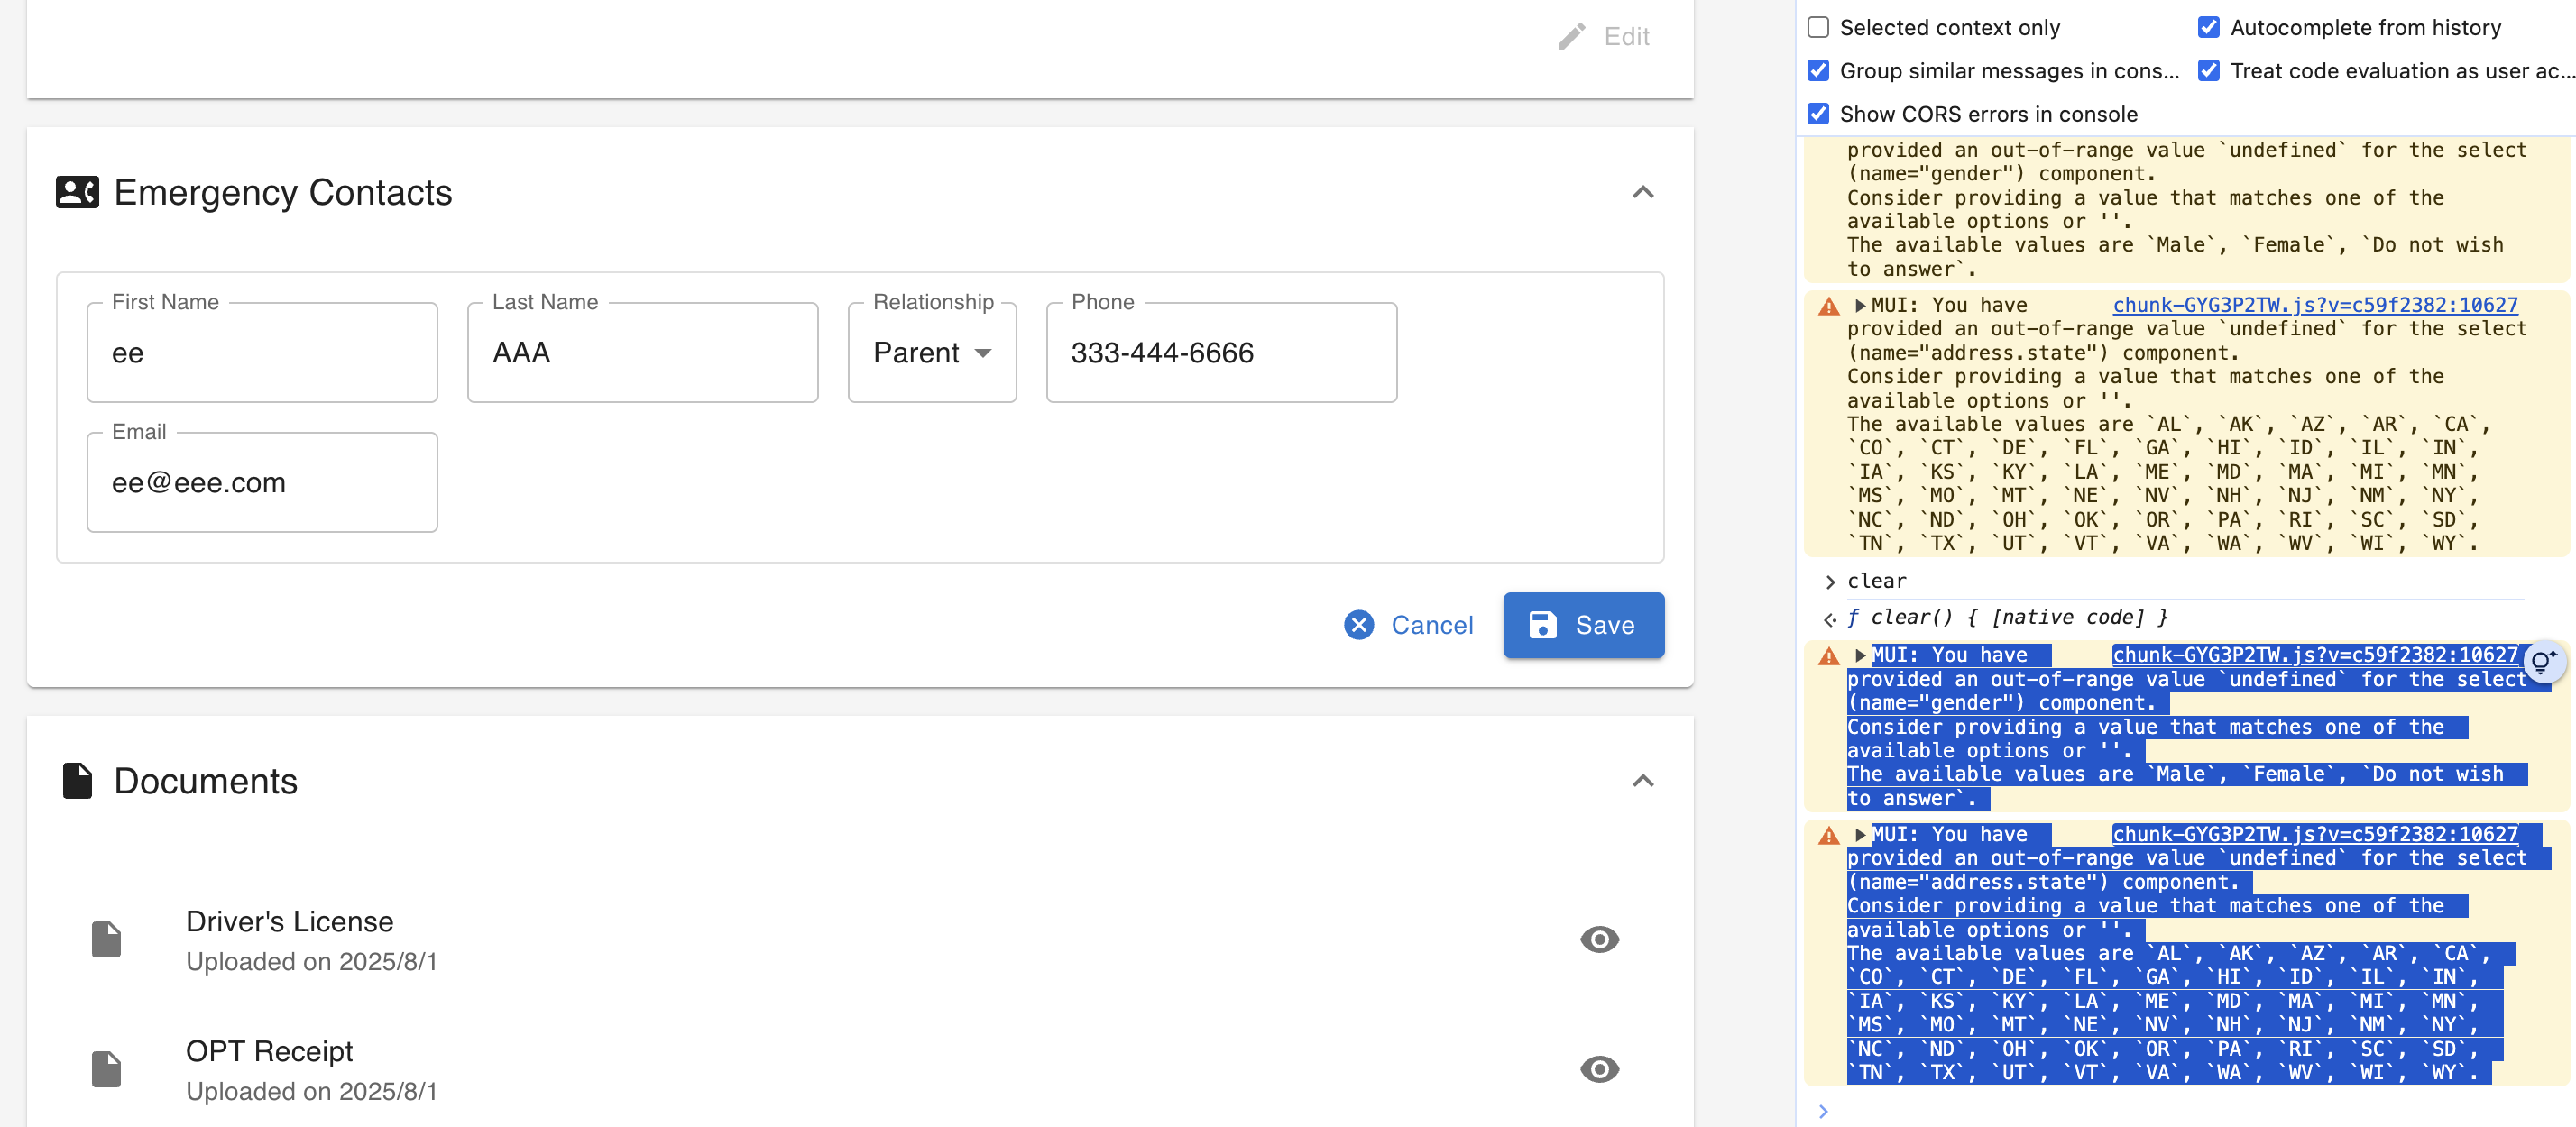 Edit
Emergency Contacts
First Name
Last Name
Relationship
Phone
ee
AAA
Parent
333-444-6666
Email
ee@eee.com
Cancel
Save
Documents
Driver's License
Uploaded on 2025/8/1
OPT Receipt
Uploaded on 2025/8/1
Selected context only
Autocomplete from history
Group similar messages in cons...
Treat code evaluation as user ac...
Show CORS errors in console
provided an out-of-range value `undefined` for the select
(name="gender") component.
Consider providing a value that matches one of the
available options or ''.
The available values are `Male`, `Female`, `Do not wish
to answer`.
MUI: You have chunk-GYG3P2TW.js?v=c59f2382:10627
provided an out-of-range value `undefined` for the select
(name="address.state") component.
Consider providing a value that matches one of the
available options or ''.
The available values are `AL`, `AK`, `AZ`, `AR`, `CA`,
`CO`, `CT`, `DE`, `FL`, `GA`, `HI`, `ID`, `IL`, `IN`,
`IA`, `KS`, `KY`, `LA`, `ME`, `MD`, `MA`, `MI`, `MN`,
`MS`, `MO`, `MT`, `NE`, `NV`, `NH`, `NJ`, `NM`, `NY`,
`NC`, `ND`, `OH`, `OK`, `OR`, `PA`, `RI`, `SC`, `SD`,
`TN`, `TX`, `UT`, `VT`, `VA`, `WA`, `WV`, `WI`, `WY`.
clear
ƒ clear() { [native code] }
MUI: You have chunk-GYG3P2TW.js?v=c59f2382:10627
provided an out-of-range value `undefined` for the select
(name="gender") component.
Consider providing a value that matches one of the
available options or ''.
The available values are `Male`, `Female`, `Do not wish
to answer`.
MUI: You have chunk-GYG3P2TW.js?v=c59f2382:10627
provided an out-of-range value `undefined` for the select
(name="address.state") component.
Consider providing a value that matches one of the
available options or ''.
The available values are `AL`, `AK`, `AZ`, `AR`, `CA`,
`CO`, `CT`, `DE`, `FL`, `GA`, `HI`, `ID`, `IL`, `IN`,
`IA`, `KS`, `KY`, `LA`, `ME`, `MD`, `MA`, `MI`, `MN`,
`MS`, `MO`, `MT`, `NE`, `NV`, `NH`, `NJ`, `NM`, `NY`,
`NC`, `ND`, `OH`, `OK`, `OR`, `PA`, `RI`, `SC`, `SD`,
`TN`, `TX`, `UT`, `VT`, `VA`, `WA`, `WV`, `WI`, `WY`.